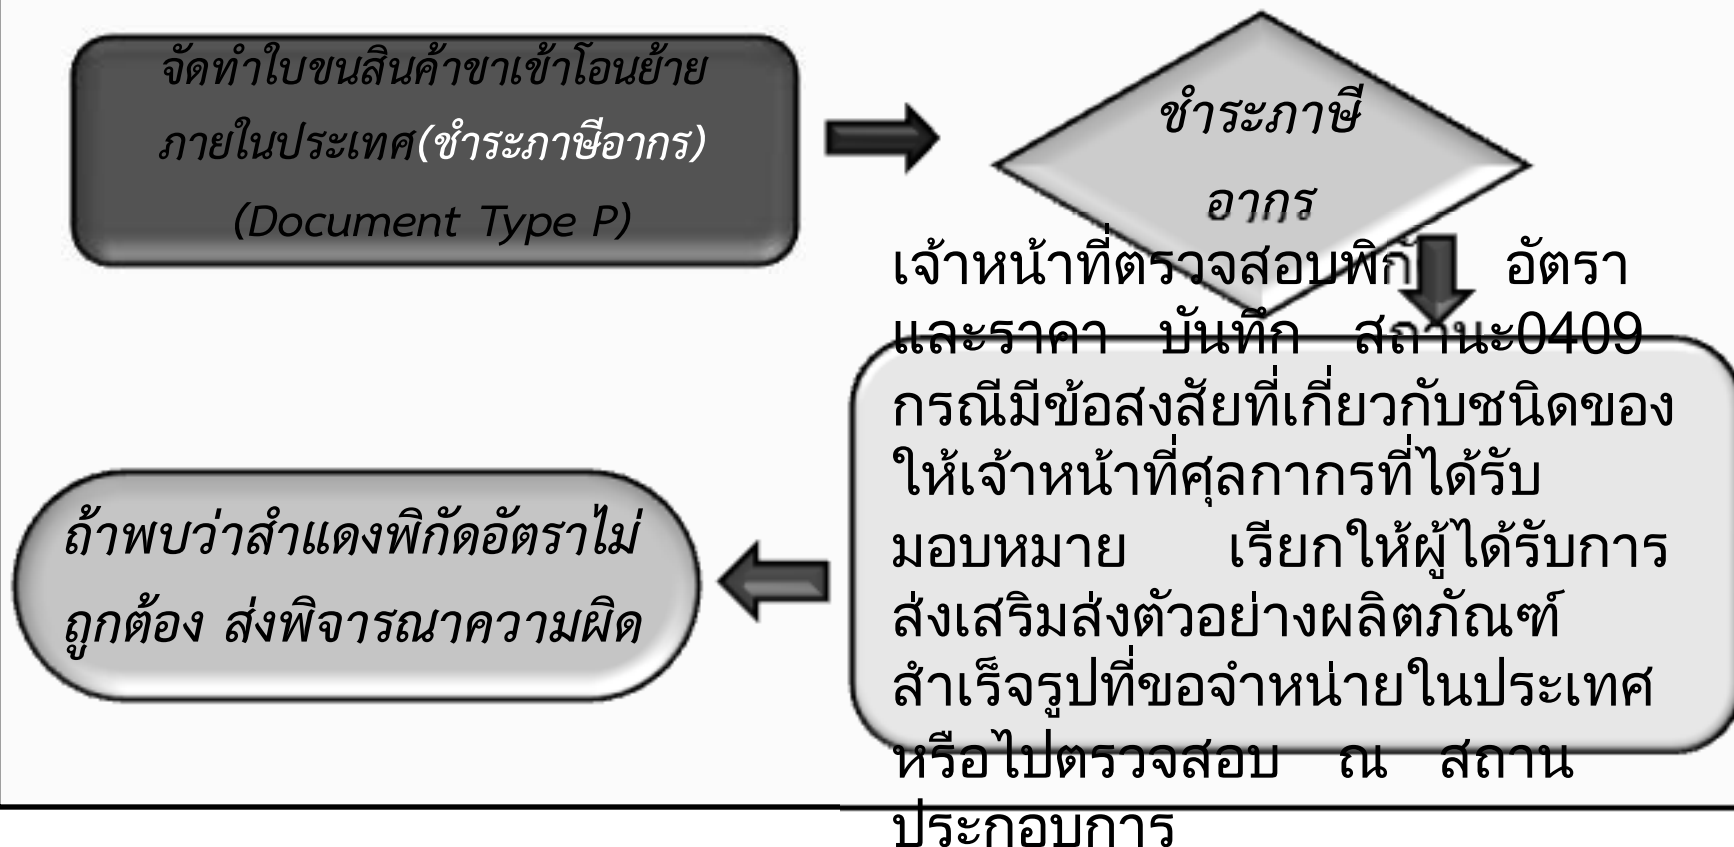 จัดทำใบขนสินค้าขาเข้าโอนย้าย
ภายในประเทศ(ชำระภาษีอากร)
(Document Type P)
ชำระภาษี
อากร
เจ้าหน้าที่ตรวจสอบ อัตรา
และราคา บันทึก สถานะ0409
กรณีมีข้อสงสัยที่เกี่ยวกับชนิดของ
ให้เจ้าหน้าที่ศุลกากรที่ได้รับ
มอบหมาย เรียกให้ผู้ได้รับการ
ส่งเสริมส่งตัวอย่างผลิตภัณฑ์
สำเร็จรูปที่ขอจำหน่ายในประเทศ
หรือไปตรวจสอบ ณ สถาน
ประกอบการ
ถ้าพบว่าสำแดงพิกัดอัตราไม่
ถูกต้อง ส่งพิจารณาความผิด